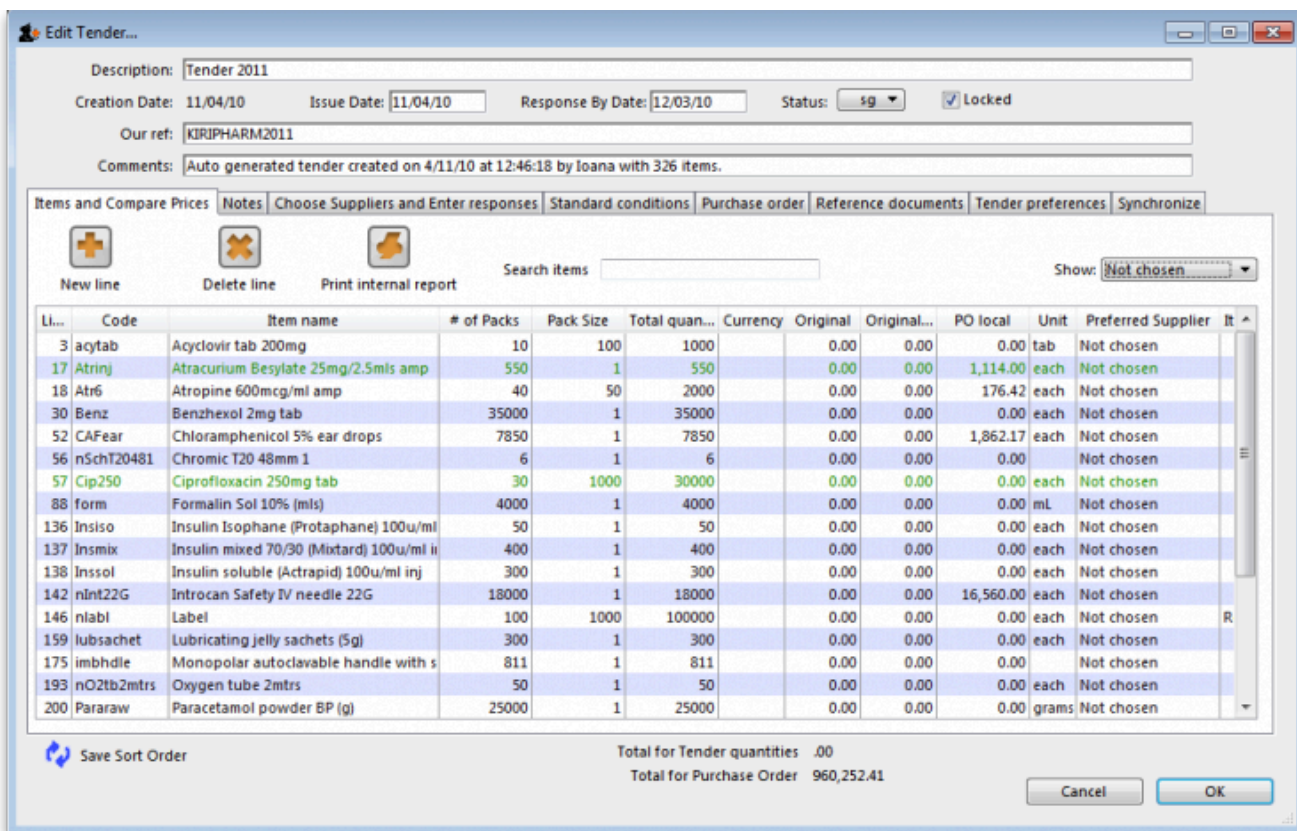 Edit Tender...
Description: Tender 2011
Creation Date: 11/04/10 Issue Date: 11/04/10 Response By Date: 12/03/10 Status: sg Locked
Our ref: KIRIPHARM2011
Comments: Auto generated tender created on 4/11/10 at 12:46:18 by Ioana with 326 items.
Items and Compare Prices Notes Choose Suppliers and Enter responses Standard conditions Purchase order Reference documents Tender preferences Synchronize
New line Delete line Print internal report Search items Show: Not chosen
Li... Code Item name # of Packs Pack Size Total quan... Currency Original Original... PO local Unit Preferred Supplier It
3 acytab Acyclovir tab 200mg 10 100 1000 0.00 0.00 0.00 tab Not chosen
17 Atrinj Atracurium Besylate 25mg/2.5mls amp 550 1 550 0.00 0.00 1,114.00 each Not chosen
18 Atr6 Atropine 600mcg/ml amp 40 50 2000 0.00 0.00 176.42 each Not chosen
30 Benz Benzhexol 2mg tab 35000 1 35000 0.00 0.00 0.00 each Not chosen
52 CAFear Chloramphenicol 5% ear drops 7850 1 7850 0.00 0.00 1,862.17 each Not chosen
56 nSchT20481 Chromic T20 48mm 1 6 1 6 0.00 0.00 0.00 Not chosen
57 Cip250 Ciprofloxacin 250mg tab 30 1000 30000 0.00 0.00 0.00 each Not chosen
88 form Formalin Sol 10% (mls) 4000 1 4000 0.00 0.00 0.00 mL Not chosen
136 Insiso Insulin Isophane (Protaphane) 100u/ml 50 1 50 0.00 0.00 0.00 each Not chosen
137 Insmix Insulin mixed 70/30 (Mixtard) 100u/ml i 400 1 400 0.00 0.00 0.00 each Not chosen
138 Inssol Insulin soluble (Actrapid) 100u/ml inj 300 1 300 0.00 0.00 0.00 each Not chosen
142 nInt22G Introcan Safety IV needle 22G 18000 1 18000 0.00 0.00 16,560.00 each Not chosen
146 nlabl Label 100 1000 100000 0.00 0.00 0.00 each Not chosen R
159 lubsachet Lubricating jelly sachets (5g) 300 1 300 0.00 0.00 0.00 each Not chosen
175 imbhdle Monopolar autoclavable handle with s 811 1 811 0.00 0.00 0.00 Not chosen
193 nO2tb2mtrs Oxygen tube 2mtrs 50 1 50 0.00 0.00 0.00 each Not chosen
200 Pararaw Paracetamol powder BP (g) 25000 1 25000 0.00 0.00 0.00 grams Not chosen
Save Sort Order Total for Tender quantities .00
Total for Purchase Order 960,252.41
Cancel OK